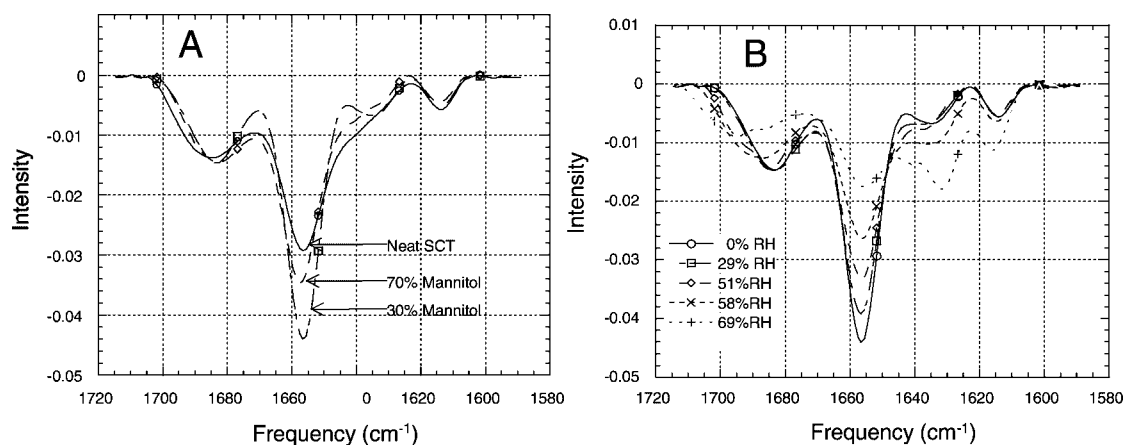 A
0
-0.01
-0.02
-0.03
-0.04
-0.05
Intensity
Neat SCT
70% Mannitol
30% Mannitol
1720 1700 1660 1660 0 1620 1600 1580
Frequency (cm-1)
B
0.01
0
-0.01
-0.02
-0.03
-0.04
-0.05
Intensity
0% RH
29% RH
51%RH
58%RH
69%RH
1720 1700 1680 1660 1640 1620 1600 1580
Frequency (cm-1)